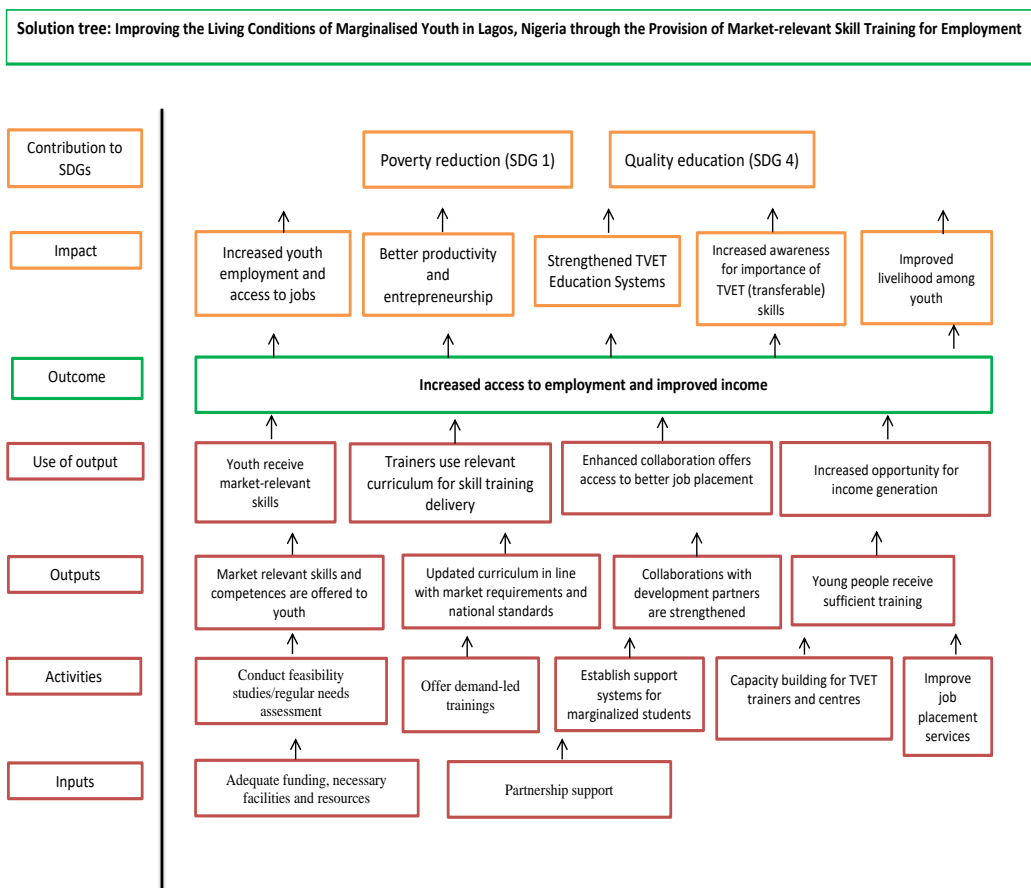 Solution tree: Improving the Living Conditions of Marginalised Youth in Lagos, Nigeria through the Provision of Market-relevant Skill Training for Employment
Contribution to
SDGs
Poverty reduction (SDG 1)
Quality education (SDG 4)
Impact
Increased youth
employment and
access to jobs
Better productivity
and
entrepreneurship
Strengthened TVET
Education Systems
Increased awareness
for importance of
TVET (transferable)
skills
Improved
livelihood among
youth
Outcome
Increased access to employment and improved income
Use of output
Youth receive
market-relevant
skills
Trainers use relevant
curriculum for skill training
delivery
Enhanced collaboration offers
access to better job placement
Increased opportunity for
income generation
Outputs
Market relevant skills and
competences are offered to
youth
Updated curriculum in line
with market requirements and
national standards
Collaborations with
development partners
are strengthened
Young people receive
sufficient training
Activities
Conduct feasibility
studies/regular needs
assessment
Offer demand-led
trainings
Establish support
systems for
marginalized students
Capacity building for TVET
trainers and centres
Improve
job
placement
services
Inputs
Adequate funding, necessary
facilities and resources
Partnership support